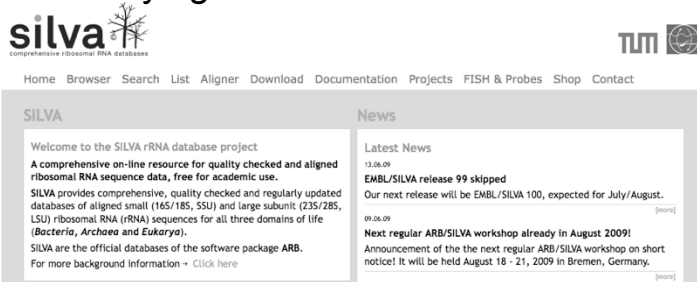 silva
comprehensive ribosomal RNA databases
TUM
Home Browser Search List Aligner Download Documentation Projects FISH & Probes Shop Contact
SILVA
Welcome to the SILVA rRNA database project
A comprehensive on-line resource for quality checked and aligned
ribosomal RNA sequence data, free for academic use.
SILVA provides comprehensive, quality checked and regularly updated
databases of aligned small (16S/18S, SSU) and large subunit (23S/28S,
LSU) ribosomal RNA (rRNA) sequences for all three domains of life
(Bacteria, Archaea and Eukarya).
SILVA are the official databases of the software package ARB.
For more background information → Click here
News
Latest News
13.06.09
EMBL/SILVA release 99 skipped
Our next release will be EMBL/SILVA 100, expected for July/August.
[more]
09.06.09
Next regular ARB/SILVA workshop already in August 2009!
Announcement of the the next regular ARB/SILVA workshop on short
notice! It will be held August 18 - 21, 2009 in Bremen, Germany.
[more]